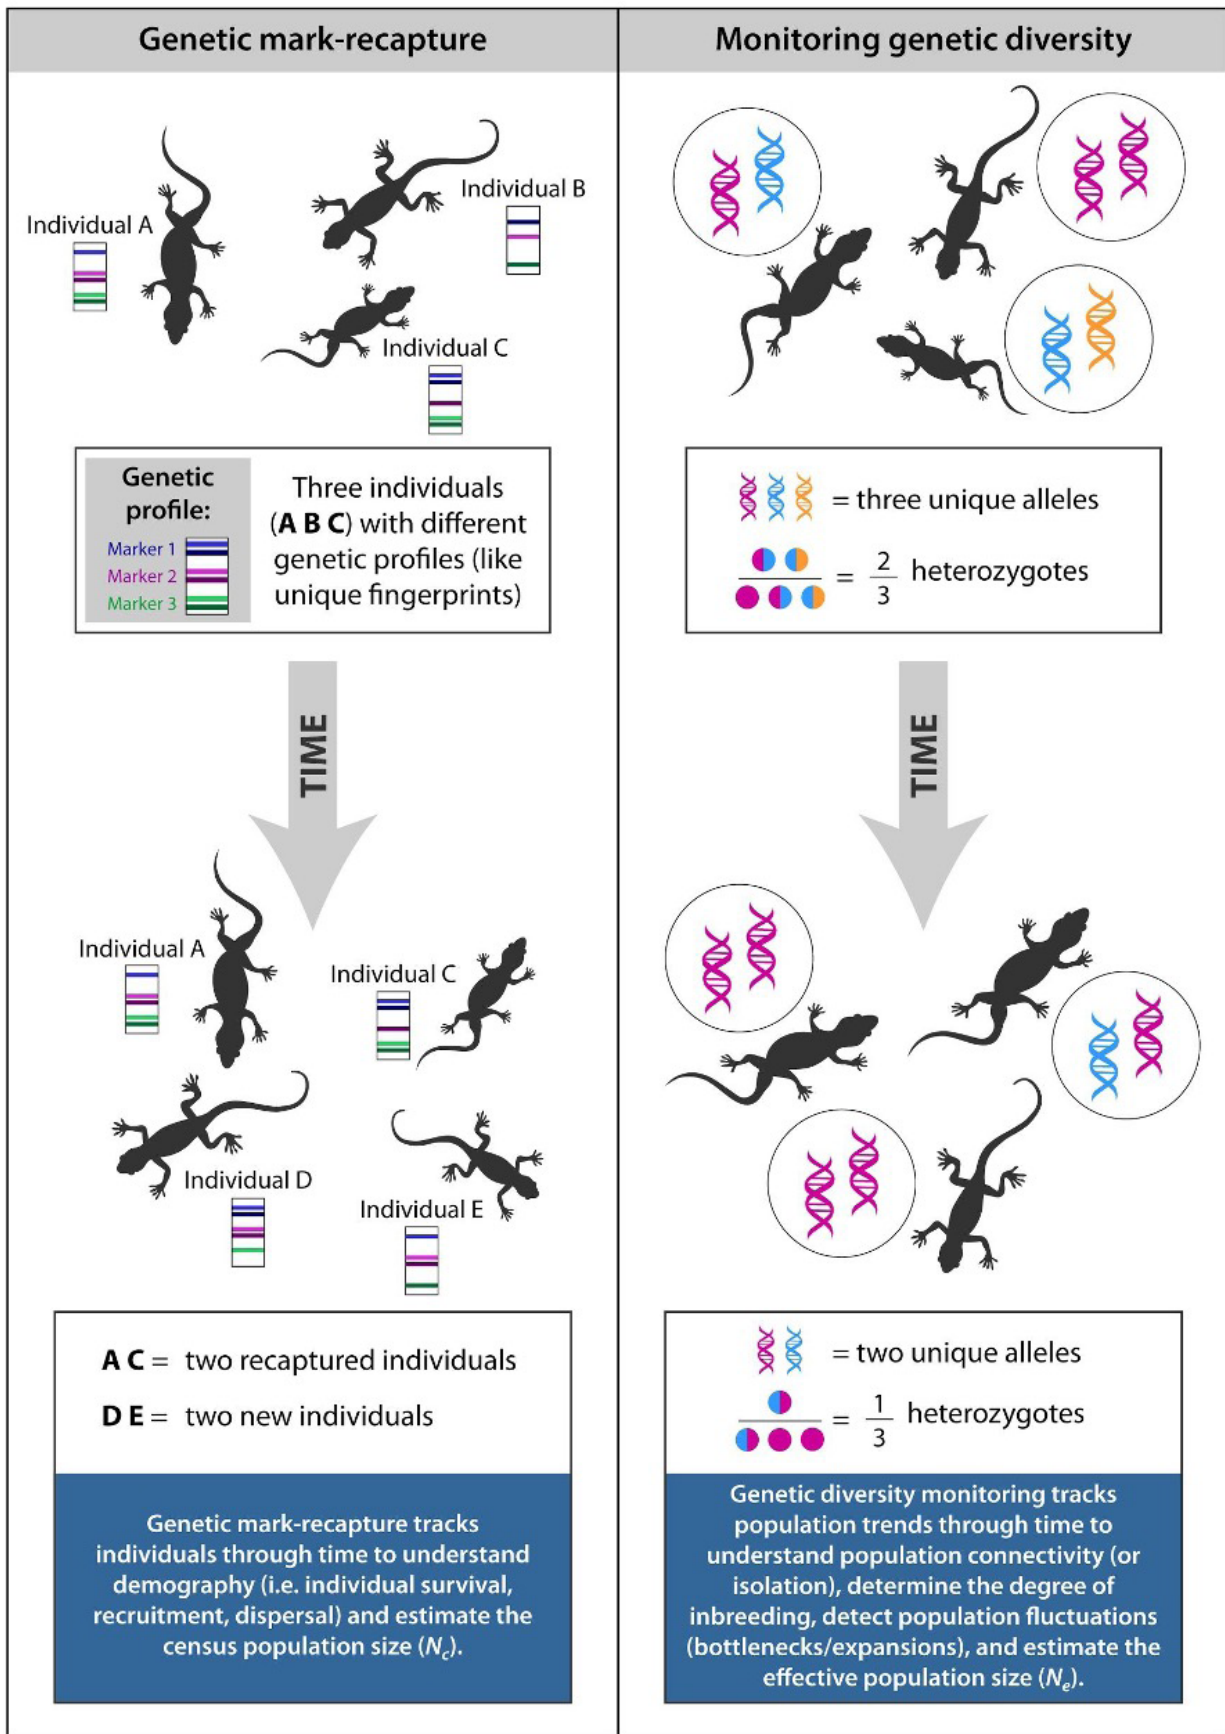 Genetic mark-recapture
Individual A
Individual B
Individual C
Genetic
profile:
Marker 1
Marker 2
Marker 3
Three individuals
(A B C) with different
genetic profiles (like
unique fingerprints)
TIME
Individual A
Individual C
Individual D
Individual E
A C = two recaptured individuals
D E = two new individuals
Genetic mark-recapture tracks
individuals through time to understand
demography (i.e. individual survival,
recruitment, dispersal) and estimate the
census population size (Nc).
Monitoring genetic diversity
= three unique alleles
= 2/3 heterozygotes
TIME
= two unique alleles
= 1/3 heterozygotes
Genetic diversity monitoring tracks
population trends through time to
understand population connectivity (or
isolation), determine the degree of
inbreeding, detect population fluctuations
(bottlenecks/expansions), and estimate the
effective population size (Ne).